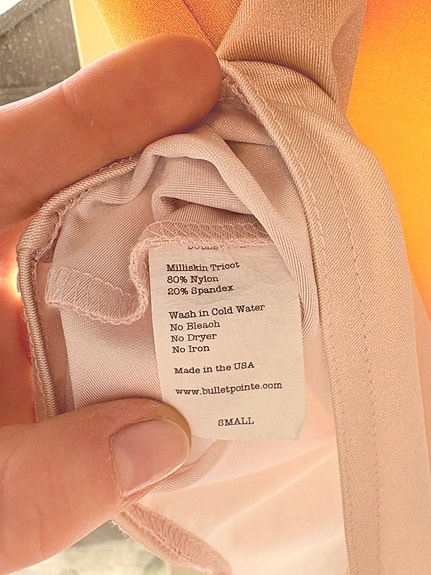 Milliskin Tricot
80% Nylon
20% Spandex
Wash in Cold Water
No Bleach
No Dryer
No Iron
Made in the USA
www.bulletpointe.com
SMALL